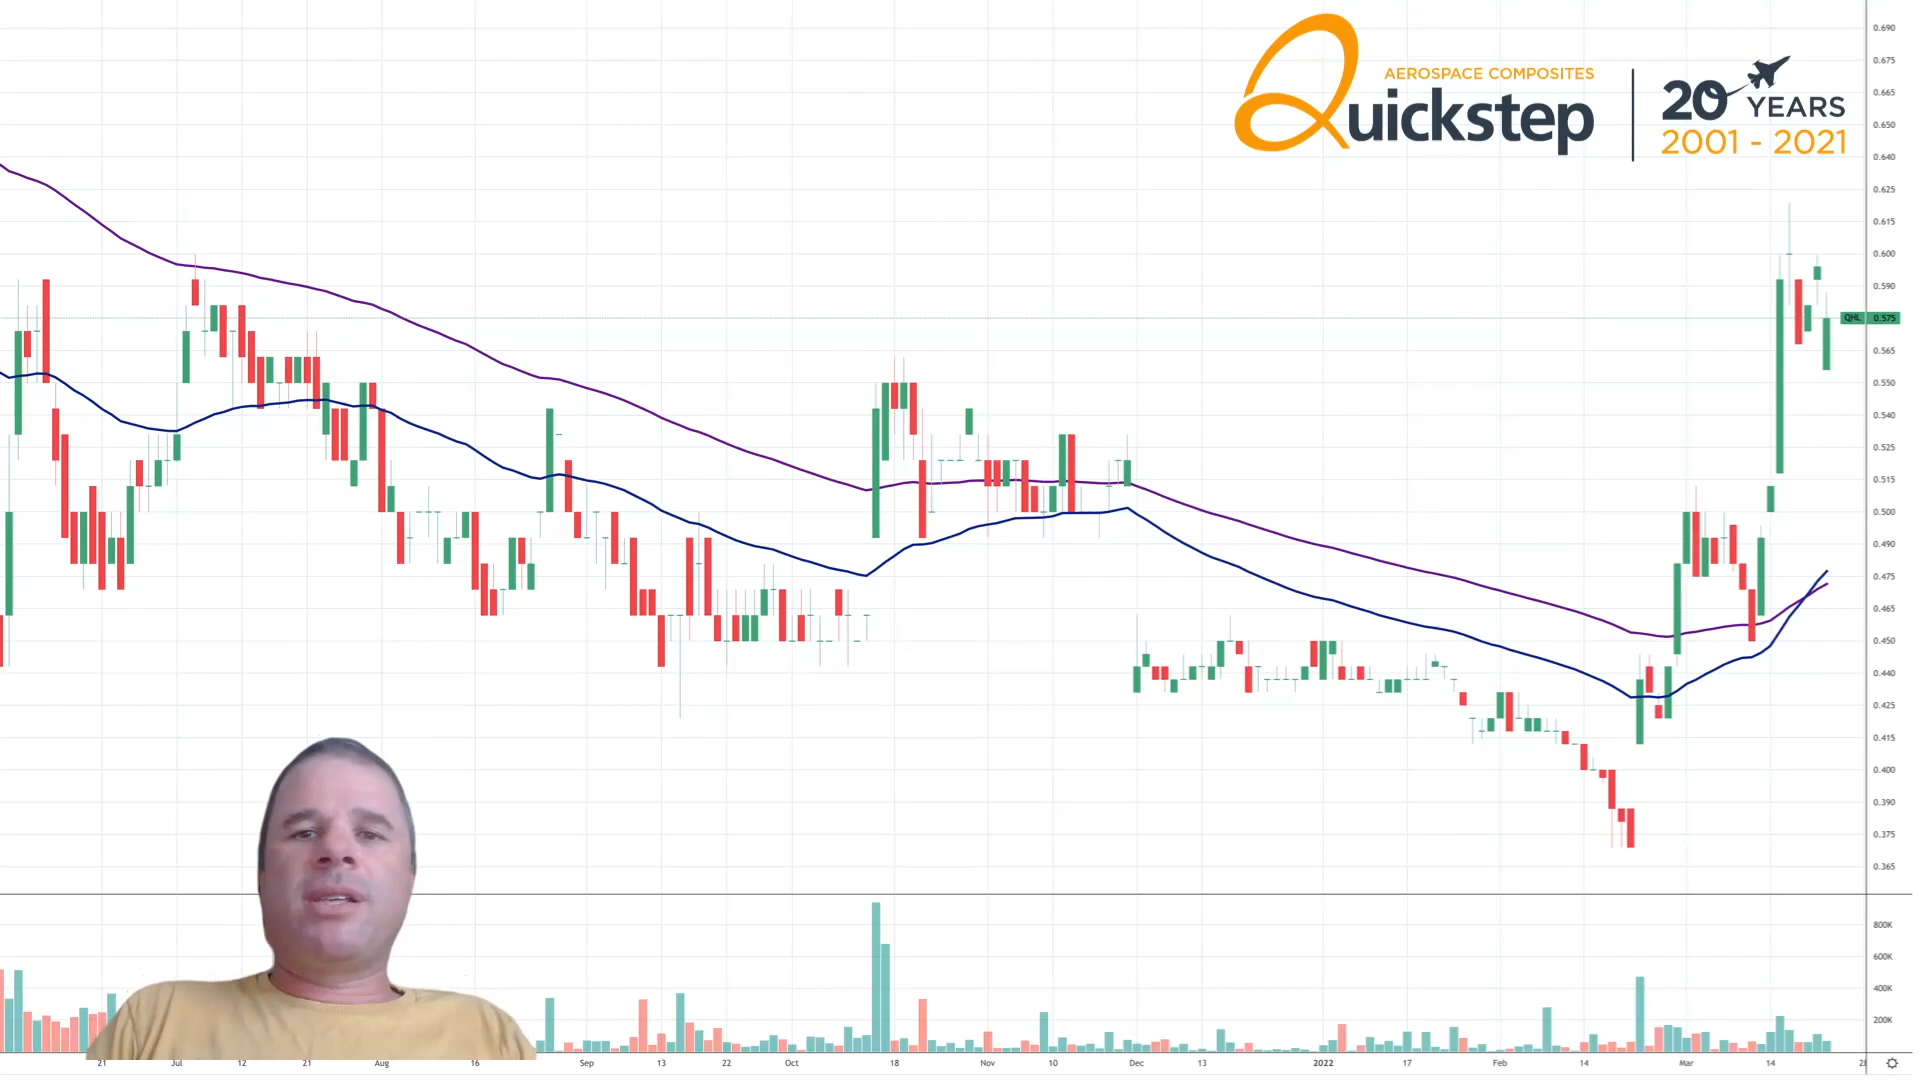 AEROSPACE COMPOSITES
Quickstep
20 YEARS
2001 - 2021
0.690
0.675
0.665
0.650
0.640
0.625
0.615
0.600
0.590
QHL 0.575
0.565
0.550
0.540
0.525
0.515
0.500
0.490
0.475
0.465
0.450
0.440
0.425
0.415
0.400
0.390
0.375
0.365
800K
600K
400K
200K
21 Jul 12 21 Aug 16 Sep 13 22 Oct 18 Nov 10 Dec 13 2022 17 Feb 14 Mar 14